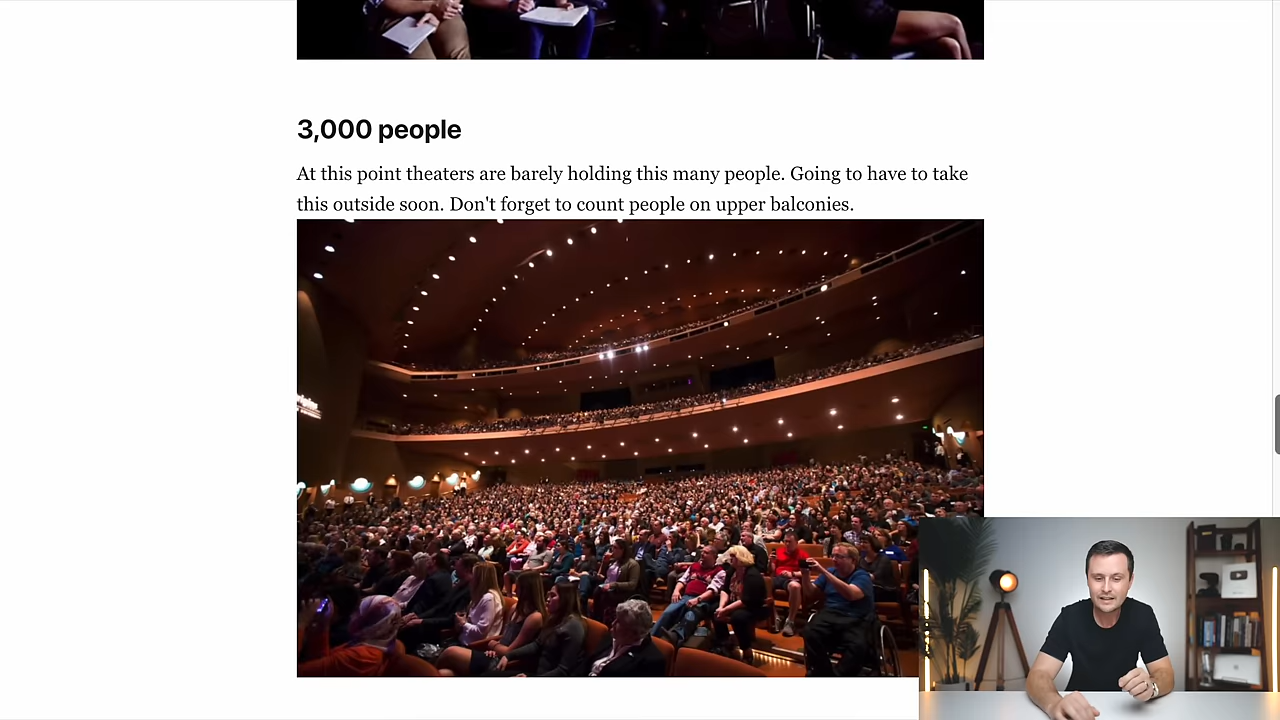 3,000 people
At this point theaters are barely holding this many people. Going to have to take
this outside soon. Don't forget to count people on upper balconies.